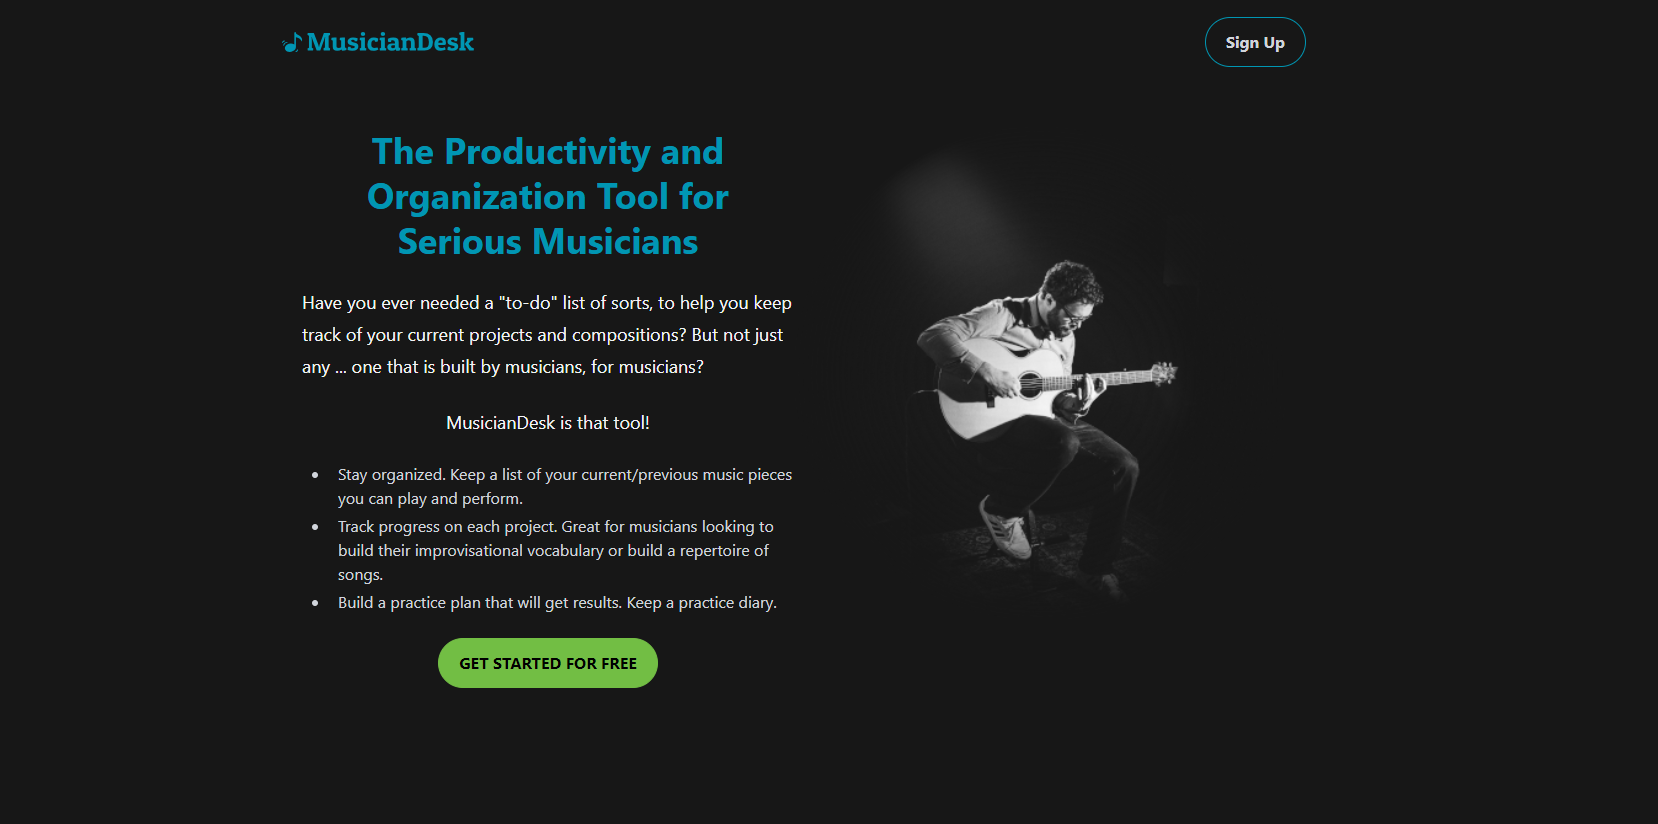 MusicianDesk
Sign Up
The Productivity and
Organization Tool for
Serious Musicians
Have you ever needed a "to-do" list of sorts, to help you keep
track of your current projects and compositions? But not just
any ... one that is built by musicians, for musicians?
MusicianDesk is that tool!
• Stay organized. Keep a list of your current/previous music pieces
you can play and perform.
• Track progress on each project. Great for musicians looking to
build their improvisational vocabulary or build a repertoire of
songs.
• Build a practice plan that will get results. Keep a practice diary.
GET STARTED FOR FREE